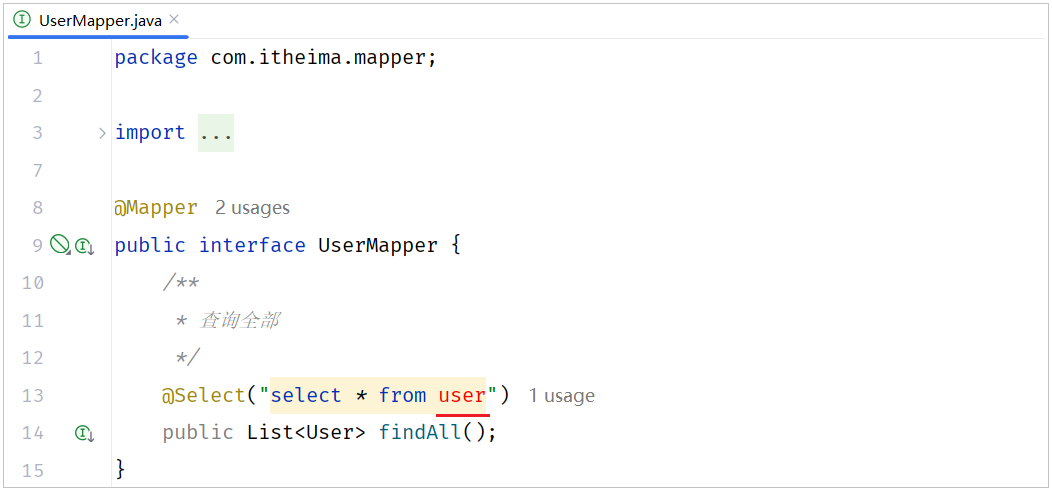 UserMapper.java
1 package com.itheima.mapper;
2
3 import ...
7
8 @Mapper 2 usages
9 public interface UserMapper {
10 /**
11 * 查询全部
12 */
13 @Select("select * from user") 1 usage
14 public List<User> findAll();
15 }